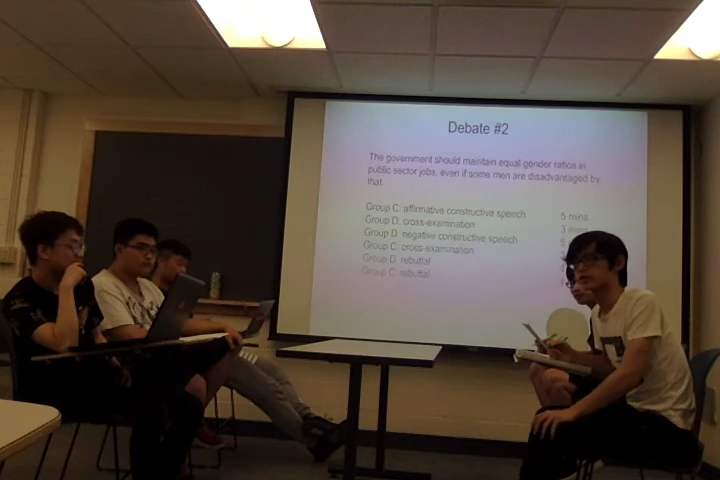 Debate #2
The government should maintain equal gender ratios in
public sector jobs, even if some men are disadvantaged by
that.
Group C: affirmative constructive speech 5 mins
Group D: cross-examination 3 mins
Group D: negative constructive speech 5
Group C: cross-examination
Group D: rebuttal
Group C: rebuttal